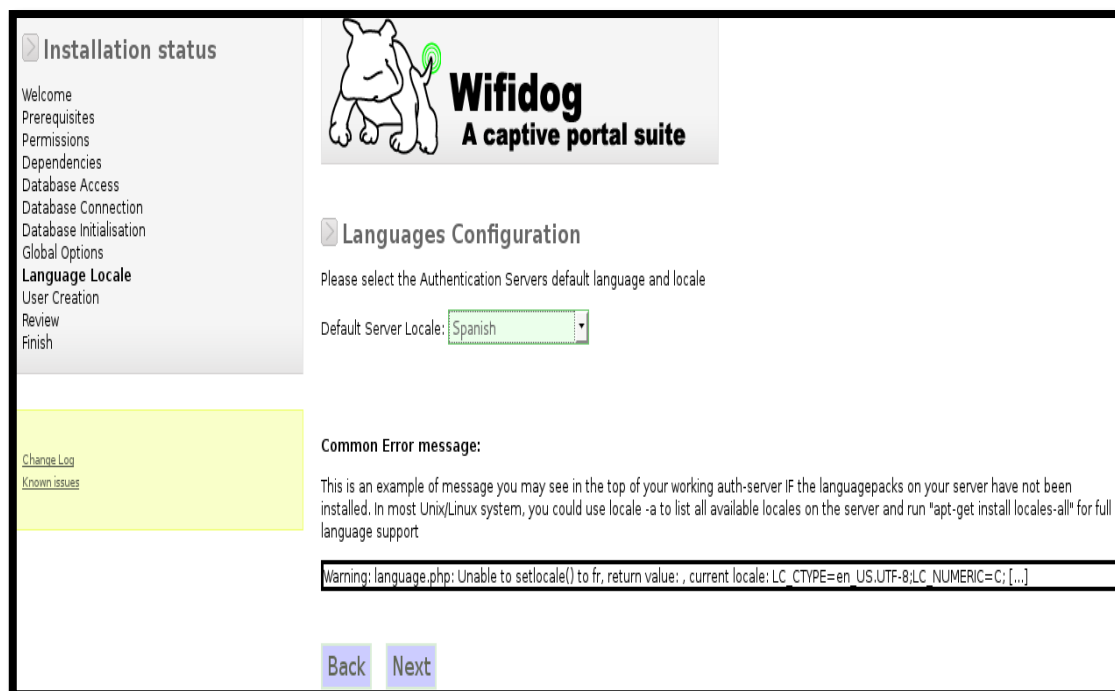 Installation status
Welcome
Prerequisites
Permissions
Dependencies
Database Access
Database Connection
Database Initialisation
Global Options
Language Locale
User Creation
Review
Finish
Change Log
Known issues
Wifidog
A captive portal suite
Languages Configuration
Please select the Authentication Servers default language and locale
Default Server Locale: Spanish
Common Error message:
This is an example of message you may see in the top of your working auth-server IF the languagepacks on your server have not been
installed. In most Unix/Linux system, you could use locale -a to list all available locales on the server and run "apt-get install locales-all" for full
language support
Warning: language.php: Unable to setlocale() to fr, return value: , current locale: LC_CTYPE=en_US.UTF-8;LC_NUMERIC=C; [...]
Back Next